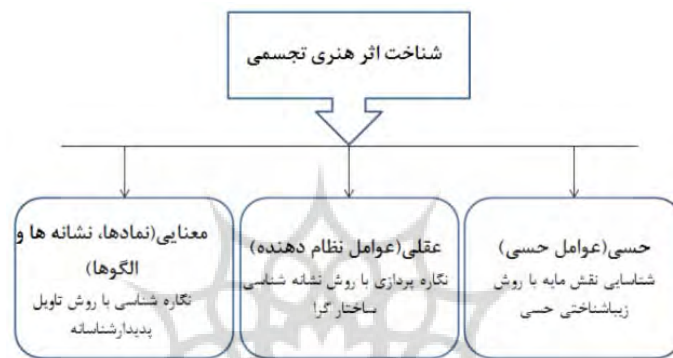 شناخت اثر هنری تجسمی
حسی(عوامل حسی)
شناسایی نقش مایه با روش
زیباشناختی حسی
عقلی(عوامل نظام دهنده)
نگاره پردازی با روش نشانه شناسی
ساختار گرا
معنایی(نمادها، نشانه ها و
الگوها)
نگاره شناسی با روش تاویل
پدیدارشناسانه